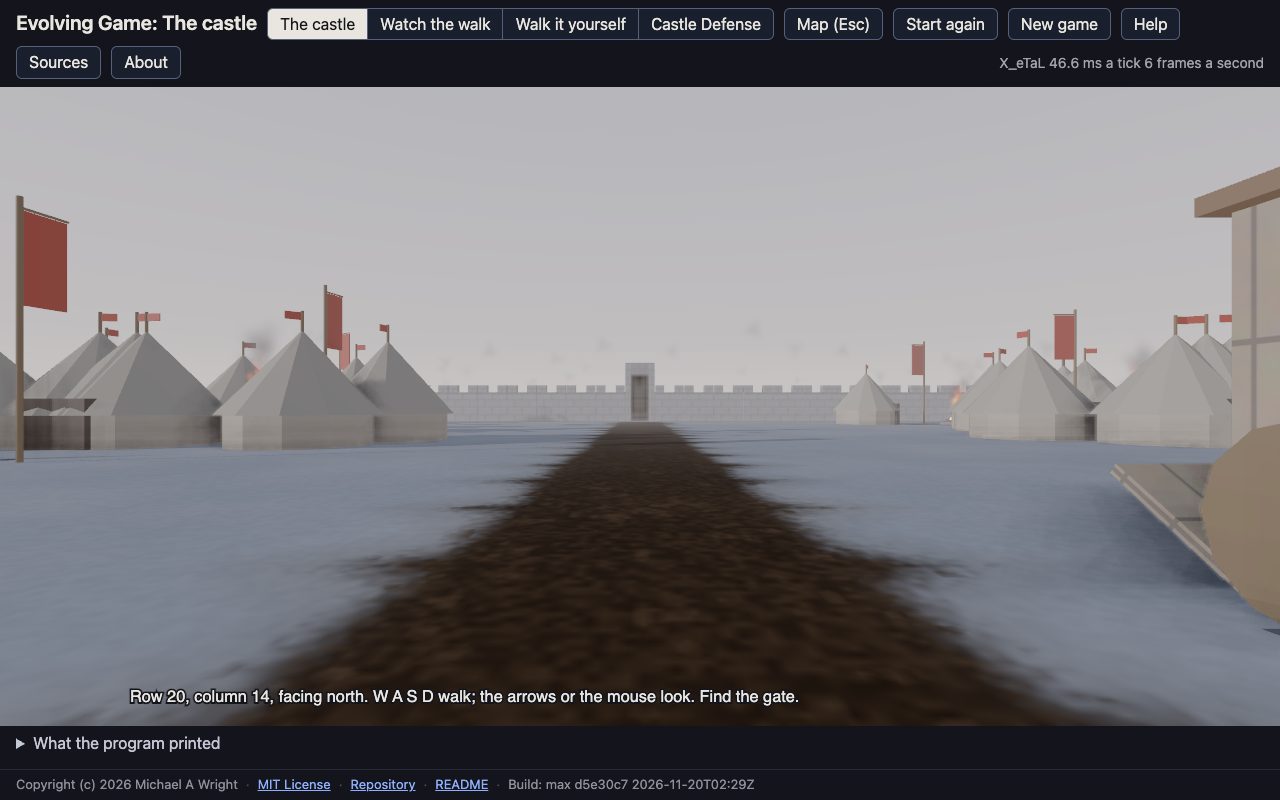 Evolving Game: The castle The castle Watch the walk Walk it yourself Castle Defense Map (Esc) Start again New game Help
Sources About X_eTaL 46.6 ms a tick 6 frames a second
Row 20, column 14, facing north. W A S D walk; the arrows or the mouse look. Find the gate.
▶ What the program printed
Copyright (c) 2026 Michael A Wright · MIT License · Repository · README · Build: max d5e30c7 2026-11-20T02:29Z